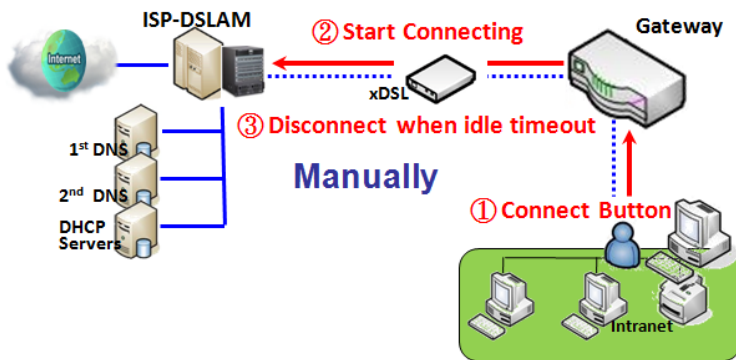 ISP-DSLAM
② Start Connecting
Gateway
Internet
xDSL
③ Disconnect when idle timeout
1st DNS
Manually
2nd DNS
① Connect Button
DHCP
Servers
Intranet